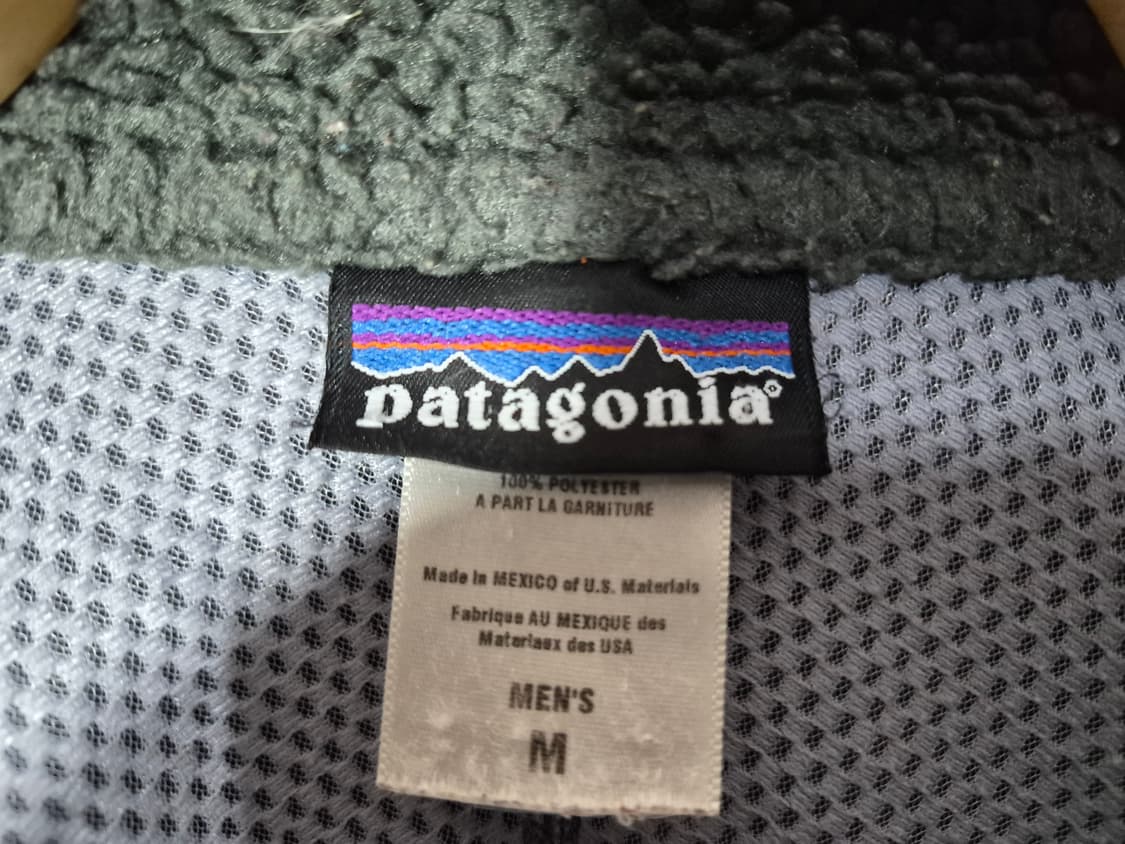 patagonia®
100% POLYESTER
A PART LA GARNITURE
Made in MEXICO of U.S. Materials
Fabrique AU MEXIQUE des
Materiaux des USA
MEN'S
M